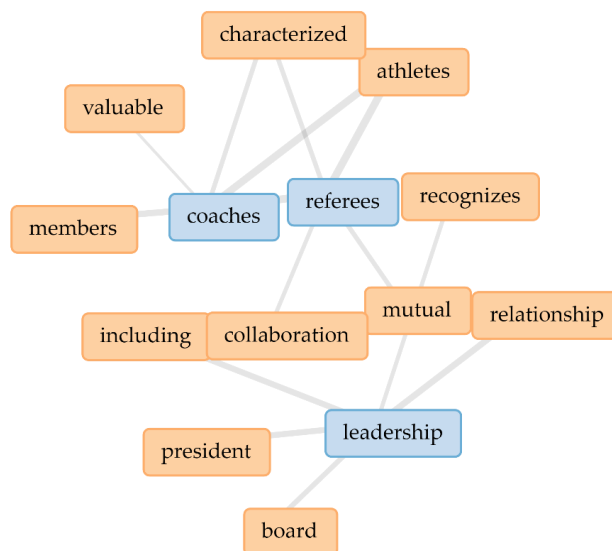 characterized
athletes
valuable
referees
recognizes
coaches
members
mutual
relationship
including
collaboration
leadership
president
board